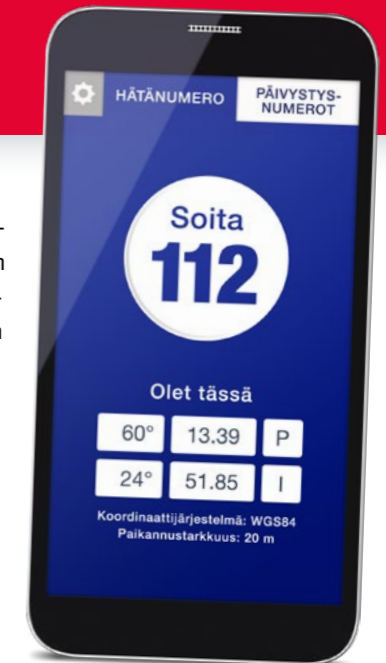 HÄTÄNUMERO
PÄIVYSTYS-
NUMEROT
Soita
112
Olet tässä
60° 13.39 P
24° 51.85 I
Koordinaattijärjestelmä: WGS84
Paikannustarkkuus: 20 m